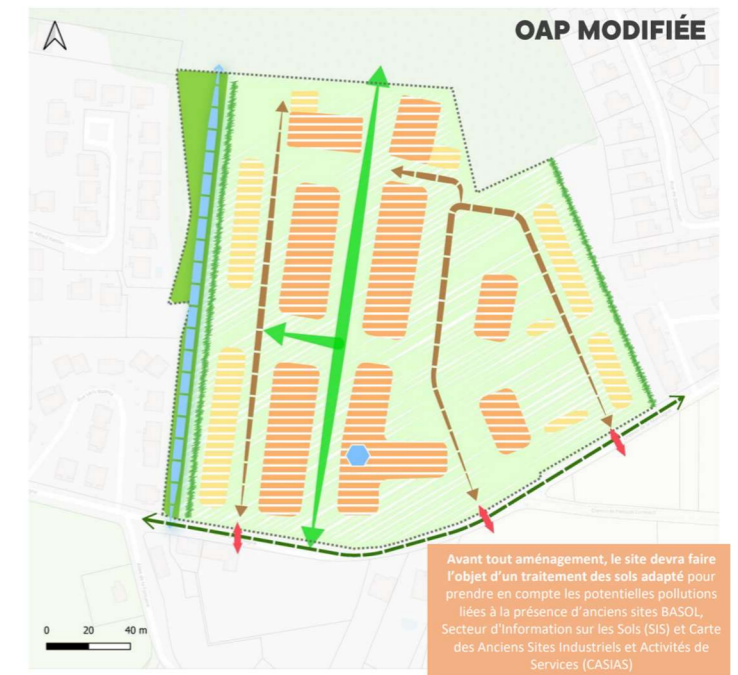 OAP MODIFIÉE
Avant tout aménagement, le site devra faire
l'objet d'un traitement des sols adapté pour
prendre en compte les potentielles pollutions
liées à la présence d'anciens sites BASOL,
Secteur d'Information sur les Sols (SIS) et Carte
des Anciens Sites Industriels et Activités de
Services (CASIAS)
0 20 40 m